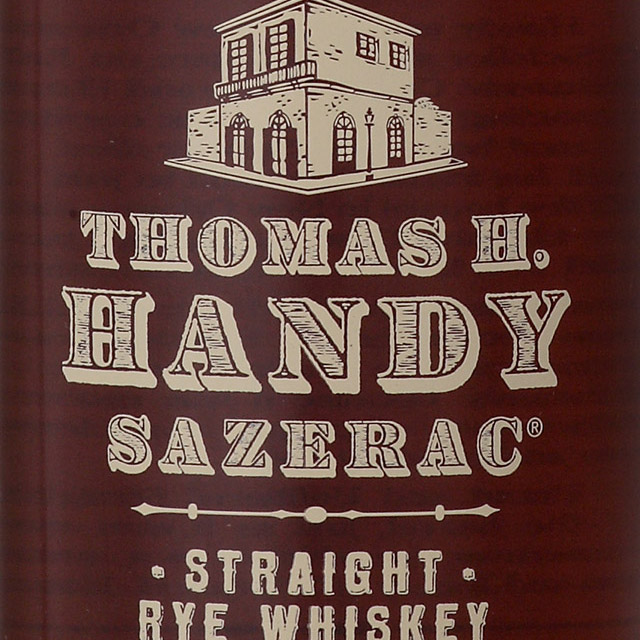 THOMAS H.
HANDY
SAZERAC®
· STRAIGHT ·
RYE WHISKEY